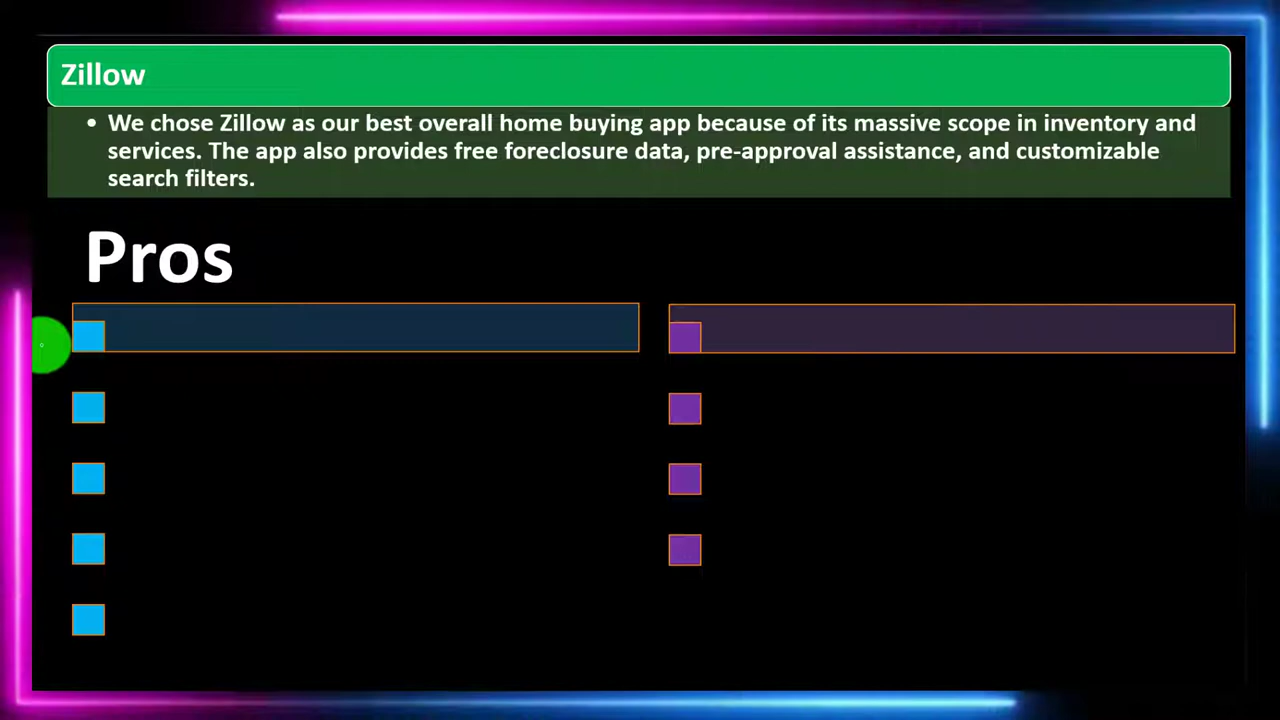 Zillow
• We chose Zillow as our best overall home buying app because of its massive scope in inventory and
services. The app also provides free foreclosure data, pre-approval assistance, and customizable
search filters.
Pros